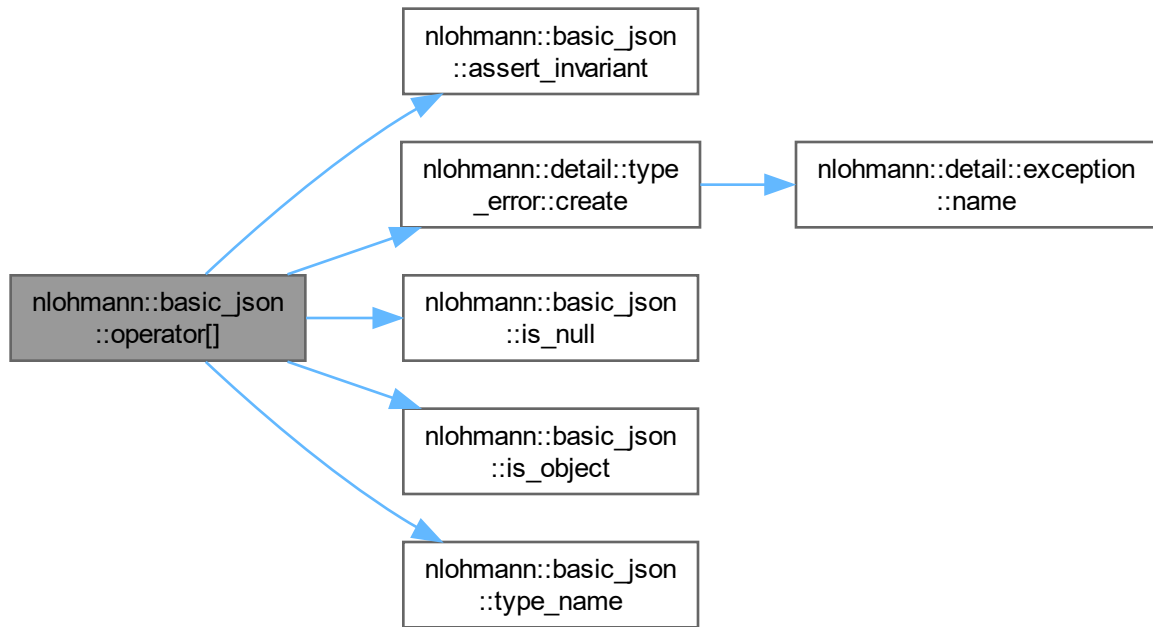 nlohmann::basic_json
::assert_invariant
nlohmann::detail::type
_error::create
nlohmann::detail::exception
::name
nlohmann::basic_json
::operator[]
nlohmann::basic_json
::is_null
nlohmann::basic_json
::is_object
nlohmann::basic_json
::type_name